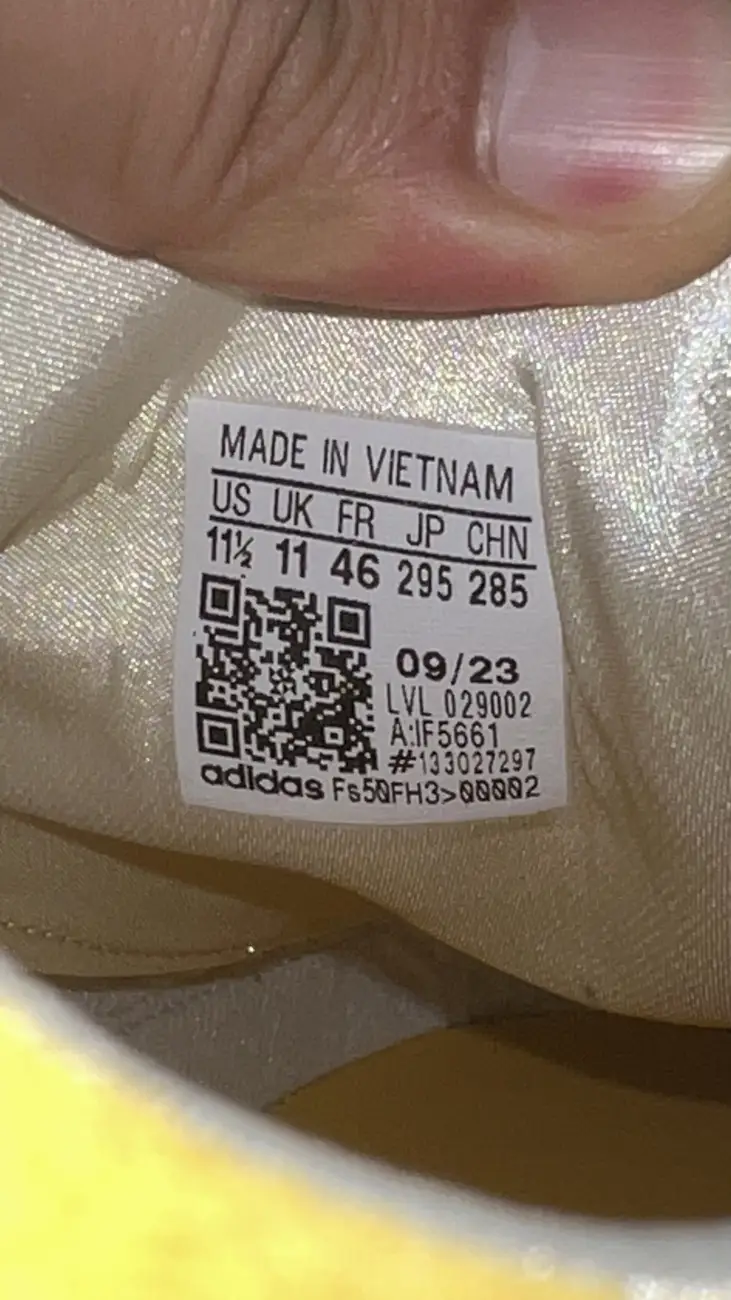 MADE IN VIETNAM
US UK FR JP CHN
11½ 11 46 295 285
09/23
LVL 029002
A:IF5661
#133027297
adidas Fs50FH3>00002